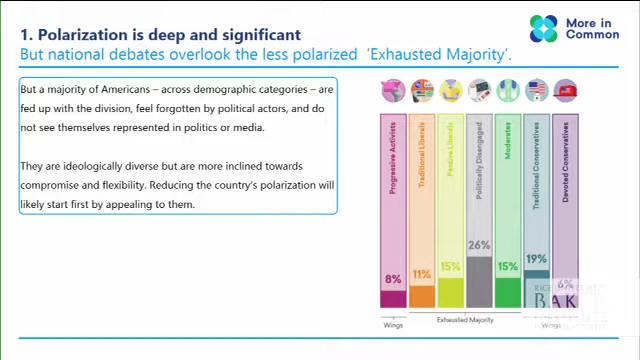 1. Polarization is deep and significant
But national debates overlook the less polarized ‘Exhausted Majority’.
More in
Common
But a majority of Americans – across demographic categories – are
fed up with the division, feel forgotten by political actors, and do
not see themselves represented in politics or media.
They are ideologically diverse but are more inclined towards
compromise and flexibility. Reducing the country's polarization will
likely start first by appealing to them.
Progressive Activists
Traditional Liberals
Passive Liberals
Politically Disengaged
Moderates
Traditional Conservatives
Devoted Conservatives
8%
11%
15%
26%
15%
19%
6%
Wings
Exhausted Majority
Wings
RICE UNIVERSITY